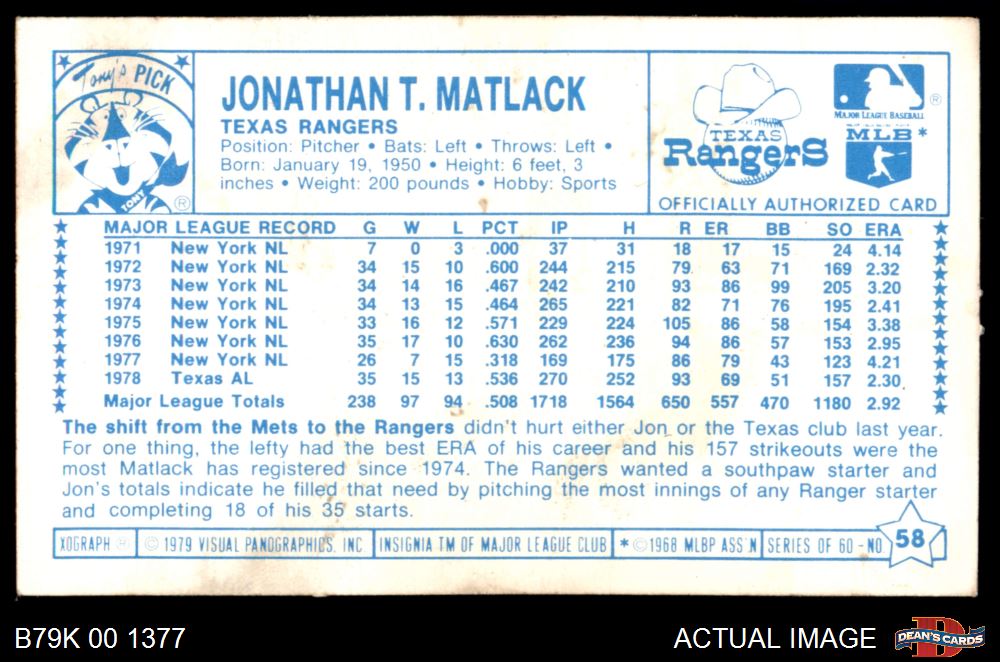 Tony's PICK
TONY
®
JONATHAN T. MATLACK
TEXAS RANGERS
Position: Pitcher • Bats: Left • Throws: Left •
Born: January 19, 1950 • Height: 6 feet, 3
inches • Weight: 200 pounds • Hobby: Sports
TEXAS
RangerS
MAJOR LEAGUE BASEBALL
®
MLB*
OFFICIALLY AUTHORIZED CARD
MAJOR LEAGUE RECORD G W L PCT IP H R ER BB SO ERA
1971 New York NL 7 0 3 .000 37 31 18 17 15 24 4.14
1972 New York NL 34 15 10 .600 244 215 79 63 71 169 2.32
1973 New York NL 34 14 16 .467 242 210 93 86 99 205 3.20
1974 New York NL 34 13 15 .464 265 221 82 71 76 195 2.41
1975 New York NL 33 16 12 .571 229 224 105 86 58 154 3.38
1976 New York NL 35 17 10 .630 262 236 94 86 57 153 2.95
1977 New York NL 26 7 15 .318 169 175 86 79 43 123 4.21
1978 Texas AL 35 15 13 .536 270 252 93 69 51 157 2.30
Major League Totals 238 97 94 .508 1718 1564 650 557 470 1180 2.92
The shift from the Mets to the Rangers didn't hurt either Jon or the Texas club last year.
For one thing, the lefty had the best ERA of his career and his 157 strikeouts were the
most Matlack has registered since 1974. The Rangers wanted a southpaw starter and
Jon's totals indicate he filled that need by pitching the most innings of any Ranger starter
and completing 18 of his 35 starts.
XOGRAPH ® © 1979 VISUAL PANOGRAPHICS, INC INSIGNIA TM OF MAJOR LEAGUE CLUB * © 1968 MLBP ASS'N SERIES OF 60 - NO. 58
B79K 00 1377
ACTUAL IMAGE
D
DEAN'S CARDS